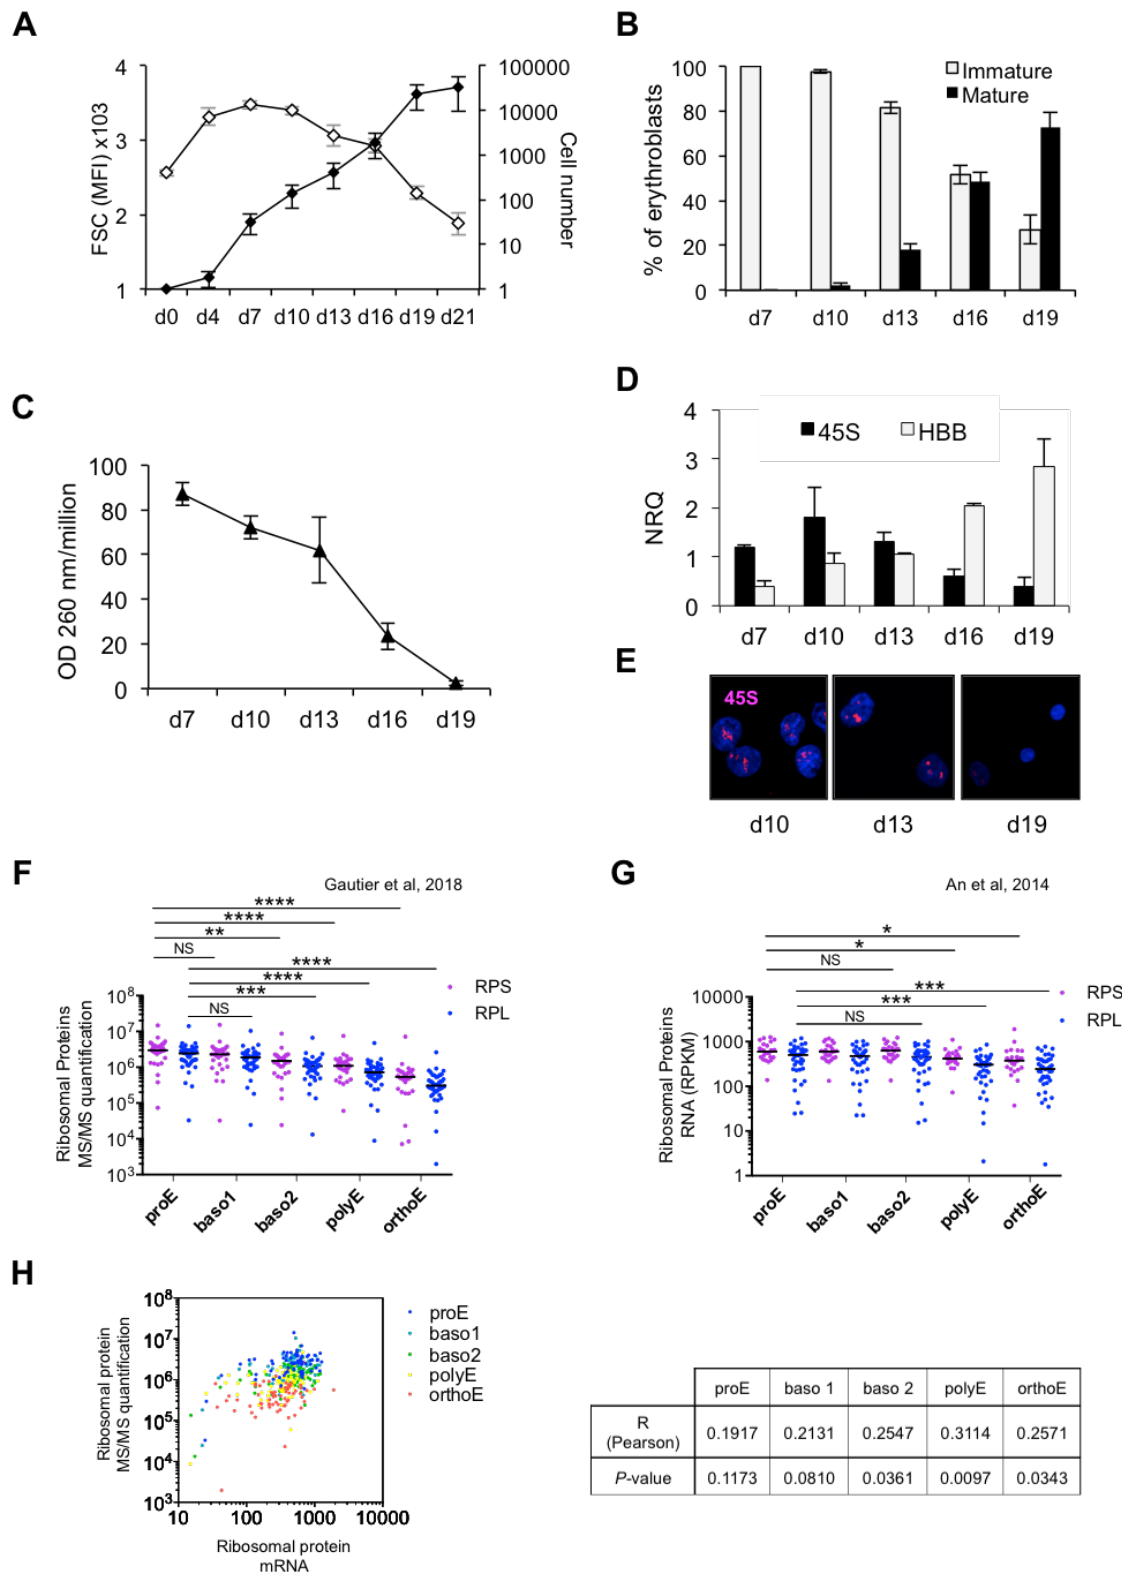 A
FSC (MFI) x103
4
3
2
1
100000
10000
1000
100
10
1
Cell number
d0 d4 d7 d10 d13 d16 d19 d21
B
% of erythroblasts
100
80
60
40
20
0
Immature
Mature
d7 d10 d13 d16 d19
C
OD 260 nm/million
100
80
60
40
20
0
d7 d10 d13 d16 d19
D
NRQ
4
3
2
1
0
45S HBB
d7 d10 d13 d16 d19
E
45S
d10 d13 d19
F
Gautier et al, 2018
****
****
**
NS
****
****
***
NS
RPS
RPL
Ribosomal Proteins
MS/MS quantification
10⁸
10⁷
10⁶
10⁵
10⁴
10³
proE baso1 baso2 polyE orthoE
G
An et al, 2014
*
*
NS
***
***
NS
RPS
RPL
Ribosomal Proteins
RNA (RPKM)
10000
1000
100
10
1
proE baso1 baso2 polyE orthoE
H
Ribosomal protein
MS/MS quantification
10⁸
10⁷
10⁶
10⁵
10⁴
10³
10 100 1000 10000
Ribosomal protein
mRNA
proE
baso1
baso2
polyE
orthoE
proE baso 1 baso 2 polyE orthoE
R
(Pearson) 0.1917 0.2131 0.2547 0.3114 0.2571
P-value 0.1173 0.0810 0.0361 0.0097 0.0343